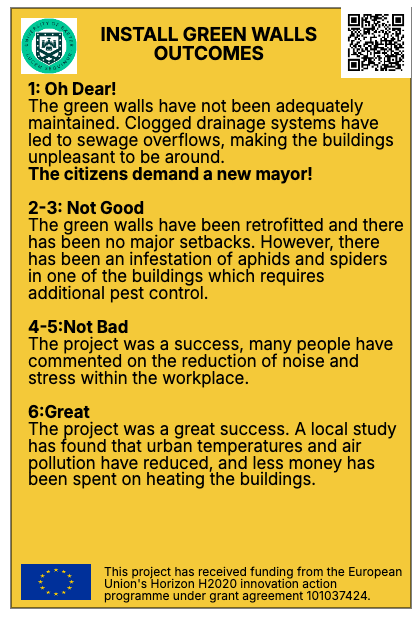 INSTALL GREEN WALLS
OUTCOMES
1: Oh Dear!
The green walls have not been adequately
maintained. Clogged drainage systems have
led to sewage overflows, making the buildings
unpleasant to be around.
The citizens demand a new mayor!
2-3: Not Good
The green walls have been retrofitted and there
has been no major setbacks. However, there
has been an infestation of aphids and spiders
in one of the buildings which requires
additional pest control.
4-5:Not Bad
The project was a success, many people have
commented on the reduction of noise and
stress within the workplace.
6:Great
The project was a great success. A local study
has found that urban temperatures and air
pollution have reduced, and less money has
been spent on heating the buildings.
This project has received funding from the European
Union's Horizon H2020 innovation action
programme under grant agreement 101037424.